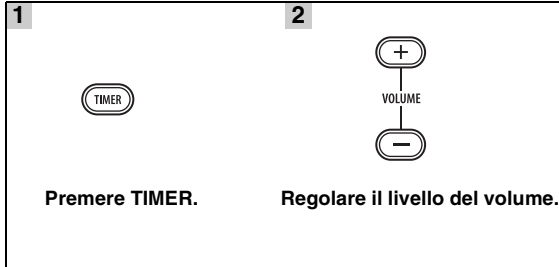 1
2
TIMER
+
VOLUME
−
Premere TIMER.
Regolare il livello del volume.